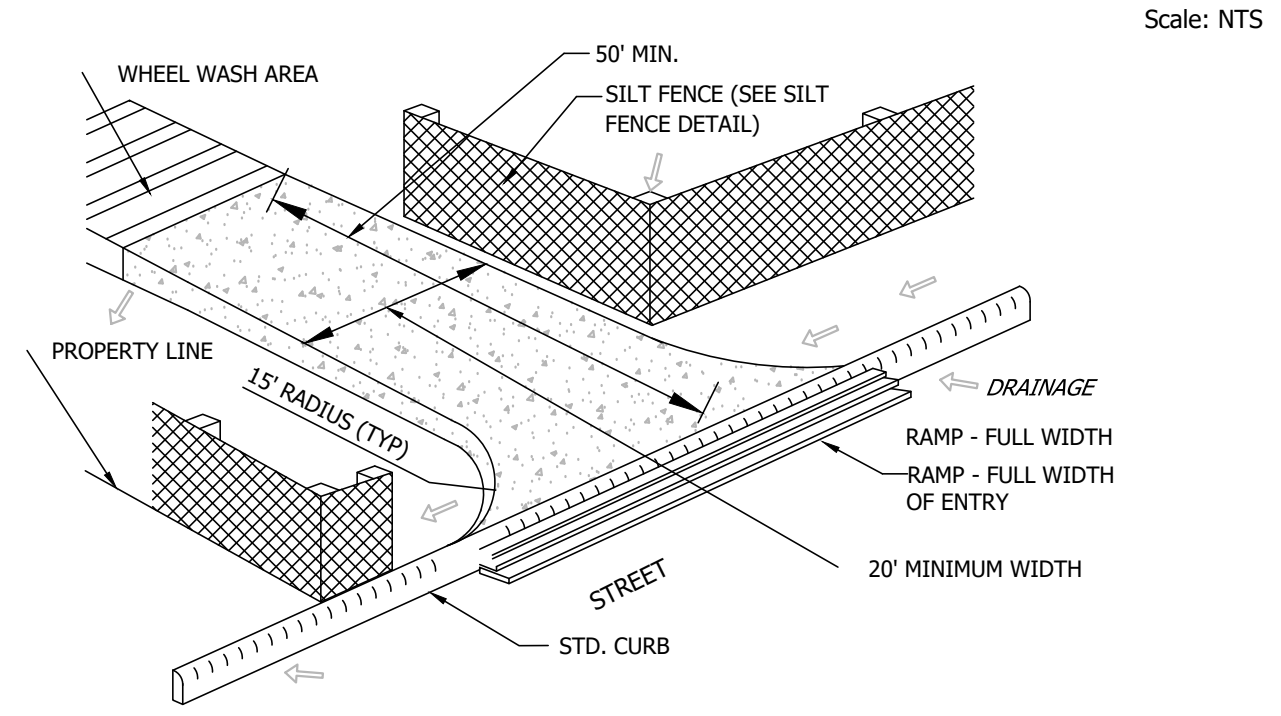 Scale: NTS
50' MIN.
WHEEL WASH AREA
SILT FENCE (SEE SILT
FENCE DETAIL)
PROPERTY LINE
15' RADIUS (TYP)
DRAINAGE
RAMP - FULL WIDTH
RAMP - FULL WIDTH
OF ENTRY
20' MINIMUM WIDTH
STREET
STD. CURB